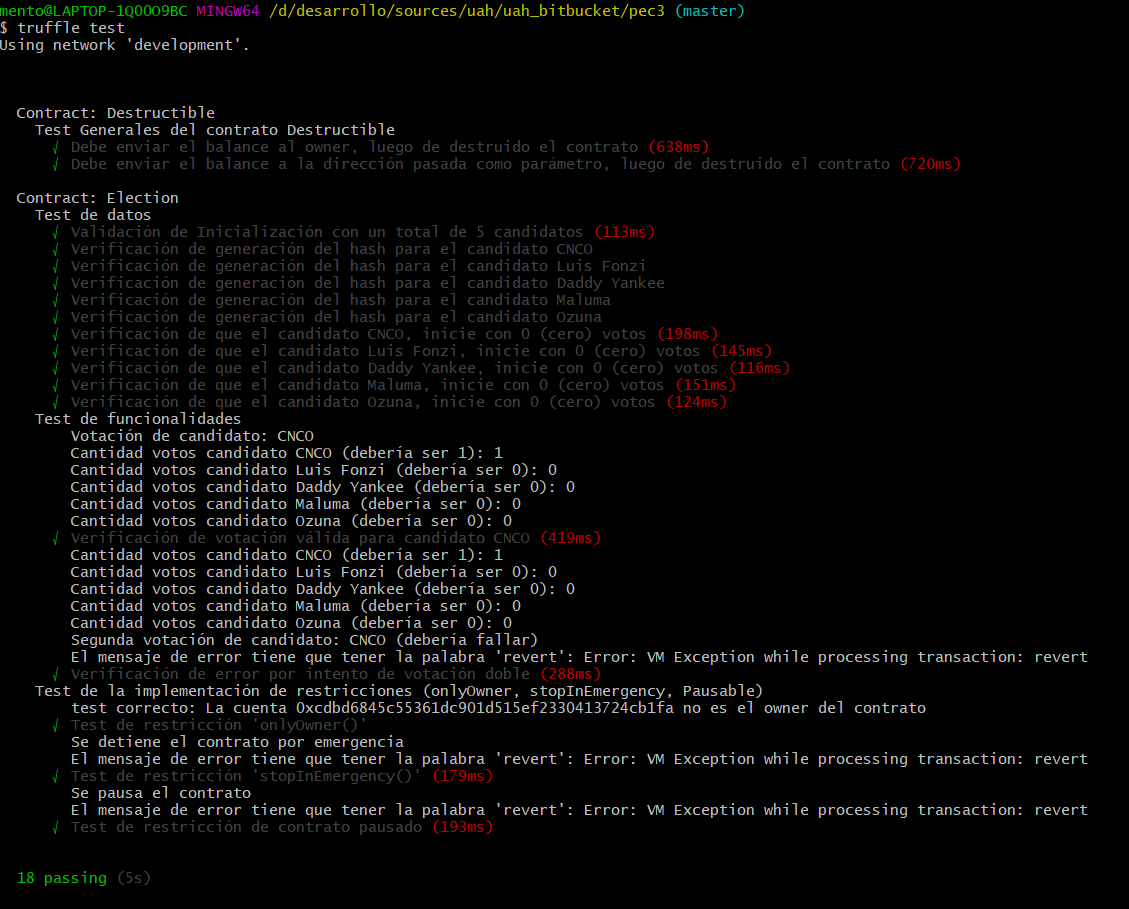 mento@LAPTOP-1Q0OO9BC MINGW64 /d/desarrollo/sources/uah/uah_bitbucket/pec3 (master)
$ truffle test
Using network 'development'.
Contract: Destructible
Test Generales del contrato Destructible
√ Debe enviar el balance al owner, luego de destruido el contrato (638ms)
√ Debe enviar el balance a la dirección pasada como parámetro, luego de destruido el contrato (720ms)
Contract: Election
Test de datos
√ Validación de Inicialización con un total de 5 candidatos (113ms)
√ Verificación de generación del hash para el candidato CNCO
√ Verificación de generación del hash para el candidato Luis Fonzi
√ Verificación de generación del hash para el candidato Daddy Yankee
√ Verificación de generación del hash para el candidato Maluma
√ Verificación de generación del hash para el candidato Ozuna
√ Verificación de que el candidato CNCO, inicie con 0 (cero) votos (198ms)
√ Verificación de que el candidato Luis Fonzi, inicie con 0 (cero) votos (145ms)
√ Verificación de que el candidato Daddy Yankee, inicie con 0 (cero) votos (116ms)
√ Verificación de que el candidato Maluma, inicie con 0 (cero) votos (151ms)
√ Verificación de que el candidato Ozuna, inicie con 0 (cero) votos (124ms)
Test de funcionalidades
Votación de candidato: CNCO
Cantidad votos candidato CNCO (debería ser 1): 1
Cantidad votos candidato Luis Fonzi (debería ser 0): 0
Cantidad votos candidato Daddy Yankee (debería ser 0): 0
Cantidad votos candidato Maluma (debería ser 0): 0
Cantidad votos candidato Ozuna (debería ser 0): 0
√ Verificación de votación válida para candidato CNCO (419ms)
Cantidad votos candidato CNCO (debería ser 1): 1
Cantidad votos candidato Luis Fonzi (debería ser 0): 0
Cantidad votos candidato Daddy Yankee (debería ser 0): 0
Cantidad votos candidato Maluma (debería ser 0): 0
Cantidad votos candidato Ozuna (debería ser 0): 0
Segunda votación de candidato: CNCO (debería fallar)
El mensaje de error tiene que tener la palabra 'revert': Error: VM Exception while processing transaction: revert
√ Verificación de error por intento de votación doble (288ms)
Test de la implementación de restricciones (onlyOwner, stopInEmergency, Pausable)
test correcto: La cuenta 0xcdbd6845c55361dc901d515ef2330413724cb1fa no es el owner del contrato
√ Test de restricción 'onlyOwner()'
Se detiene el contrato por emergencia
El mensaje de error tiene que tener la palabra 'revert': Error: VM Exception while processing transaction: revert
√ Test de restricción 'stopInEmergency()' (179ms)
Se pausa el contrato
El mensaje de error tiene que tener la palabra 'revert': Error: VM Exception while processing transaction: revert
√ Test de restricción de contrato pausado (193ms)
18 passing (5s)